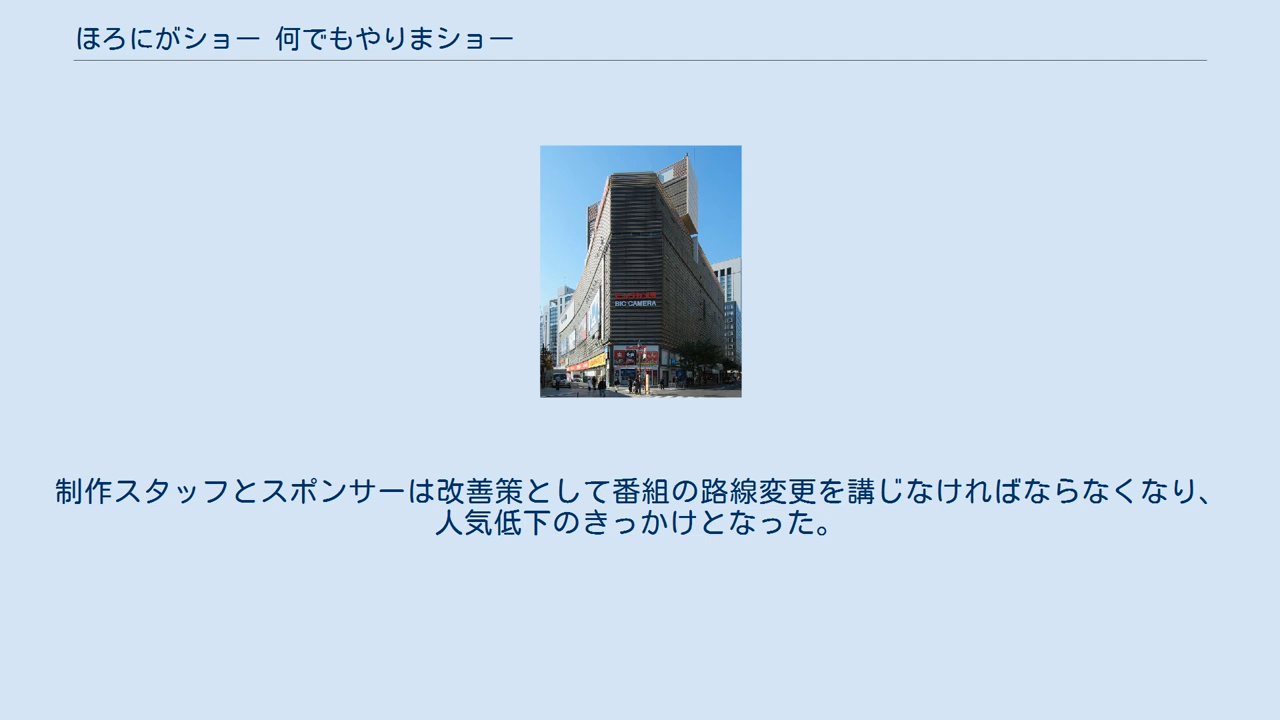 ほろにがショー 何でもやりまショー
BIC CAMERA
制作スタッフとスポンサーは改善策として番組の路線変更を講じなければならなくなり、
人気低下のきっかけとなった。